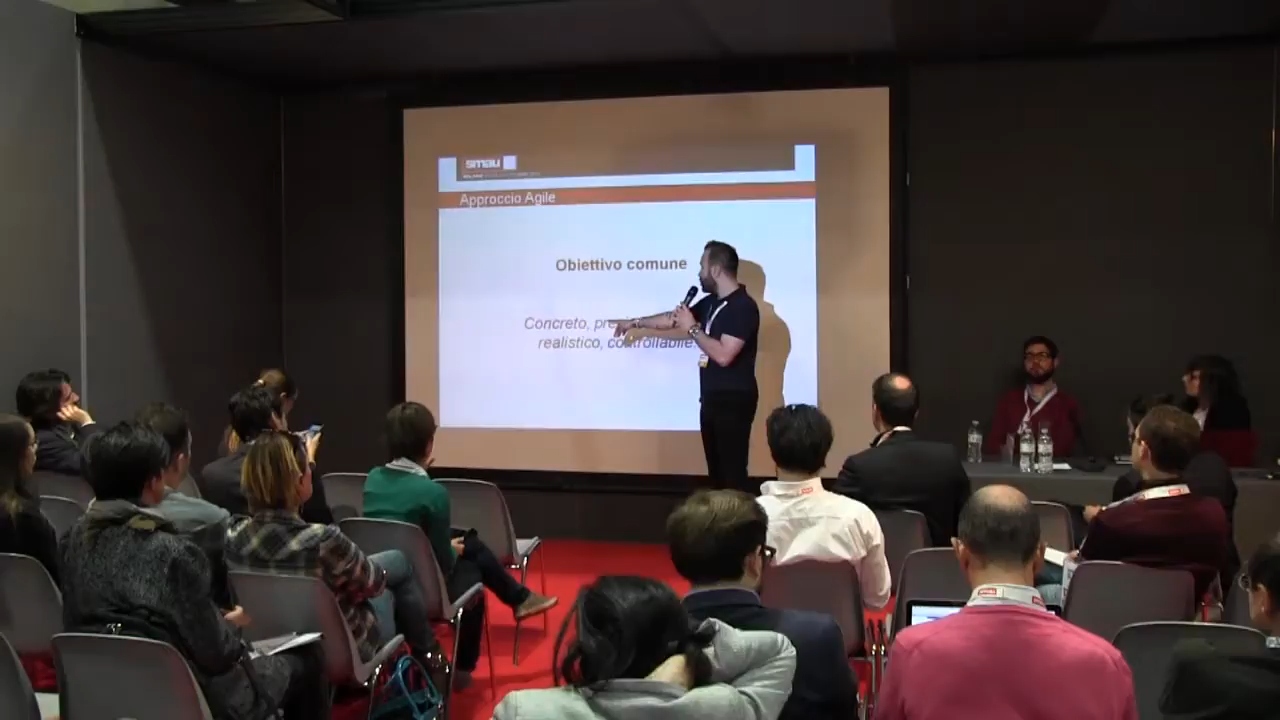 smau
Approccio Agile
Obiettivo comune
Concreto,
realistico, controllabile